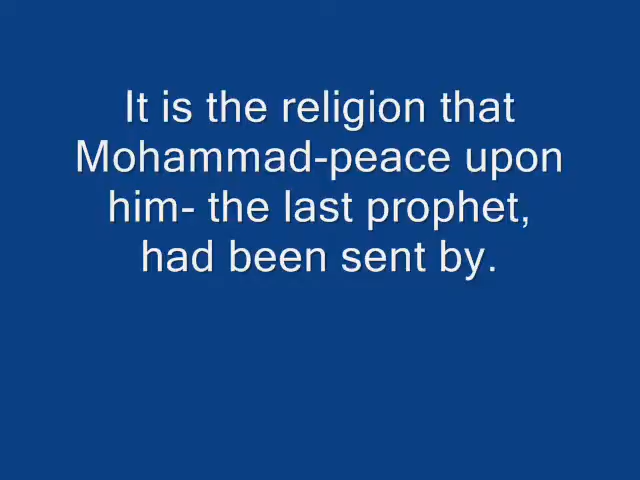 It is the religion that
Mohammad-peace upon
him- the last prophet,
had been sent by.